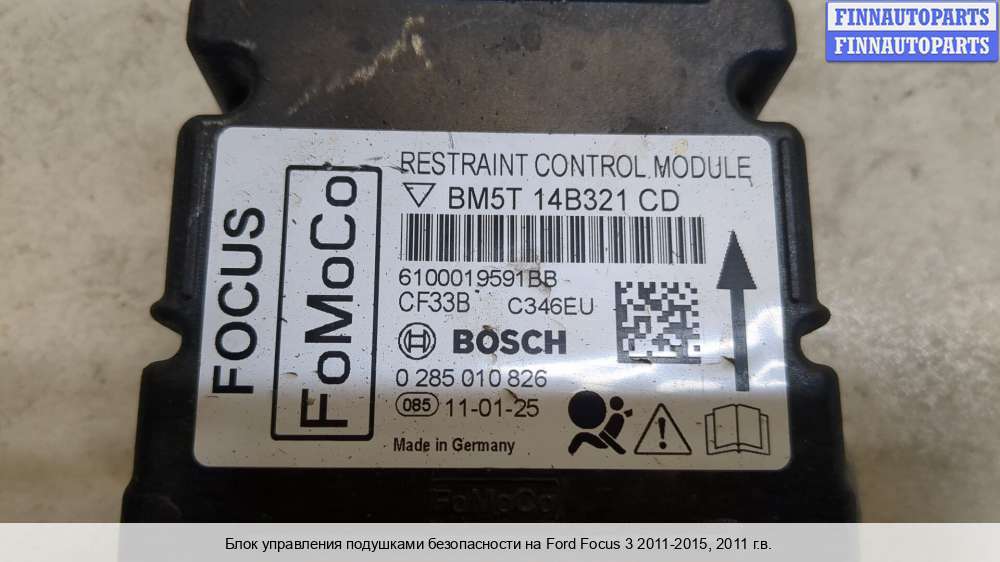 FINNAUTOPARTS
FINNAUTOPARTS
RESTRAINT CONTROL MODULE
BM5T 14B321 CD
FOCUS
FoMoCo
6100019591BB
CF33B C346EU
BOSCH
0 285 010 826
085 11-01-25
Made in Germany
FoMoCo
Блок управления подушками безопасности на Ford Focus 3 2011-2015, 2011 г.в.